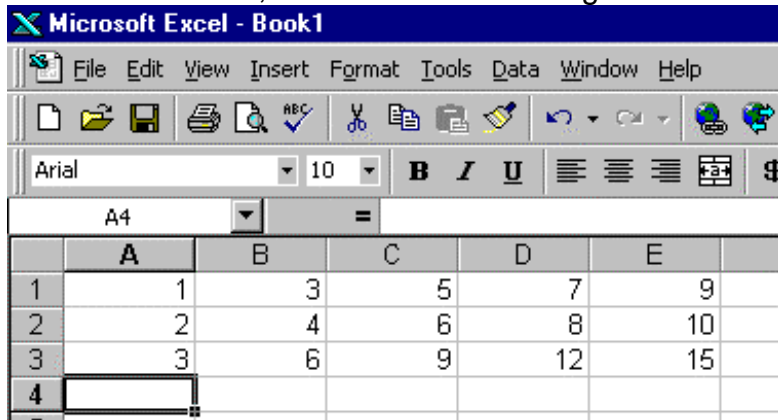 Microsoft Excel - Book1
File Edit View Insert Format Tools Data Window Help
ABC
Arial 10 B I U a $
A4 =
A B C D E
1 1 3 5 7 9
2 2 4 6 8 10
3 3 6 9 12 15
4